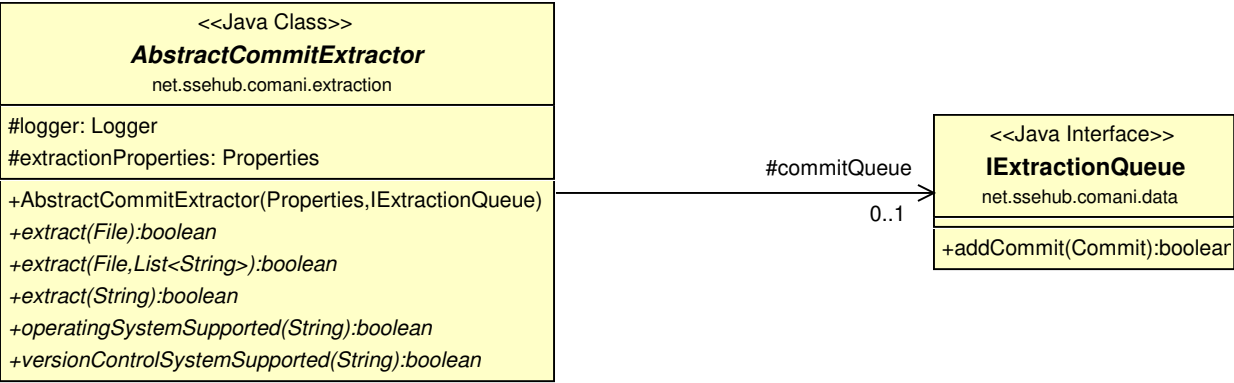 <<Java Class>>
AbstractCommitExtractor
net.ssehub.comani.extraction
#logger: Logger
#extractionProperties: Properties
+AbstractCommitExtractor(Properties,IExtractionQueue)
+extract(File):boolean
+extract(File,List<String>):boolean
+extract(String):boolean
+operatingSystemSupported(String):boolean
+versionControlSystemSupported(String):boolean
#commitQueue
0..1
<<Java Interface>>
IExtractionQueue
net.ssehub.comani.data
+addCommit(Commit):boolean